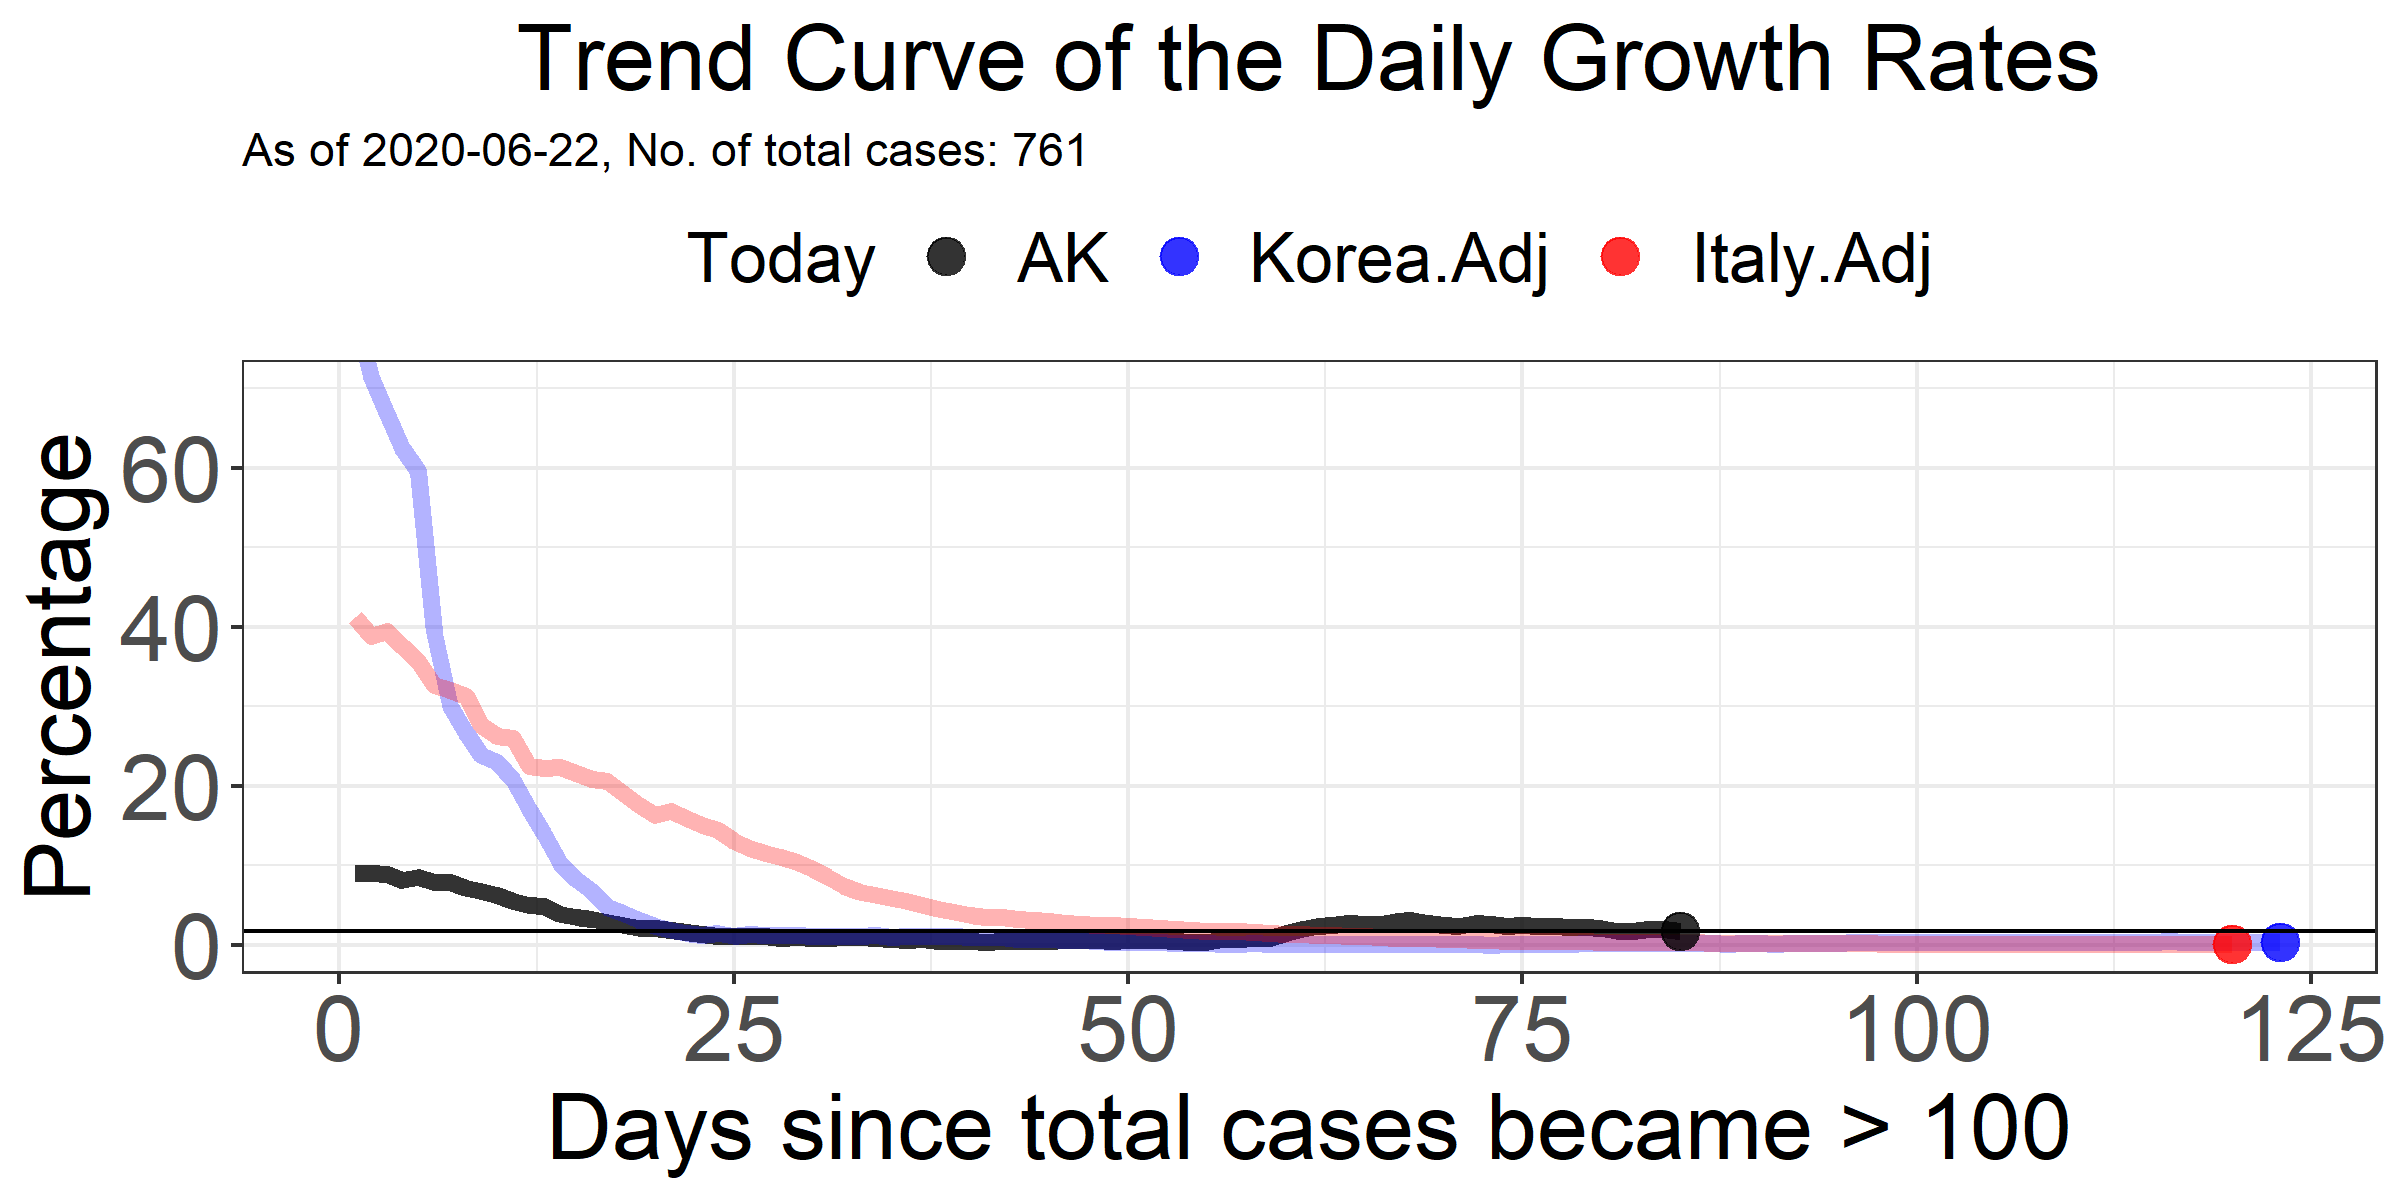 Trend Curve of the Daily Growth Rates
As of 2020-06-22, No. of total cases: 761
Today AK Korea.Adj Italy.Adj
Percentage
60
40
20
0
0 25 50 75 100 125
Days since total cases became > 100